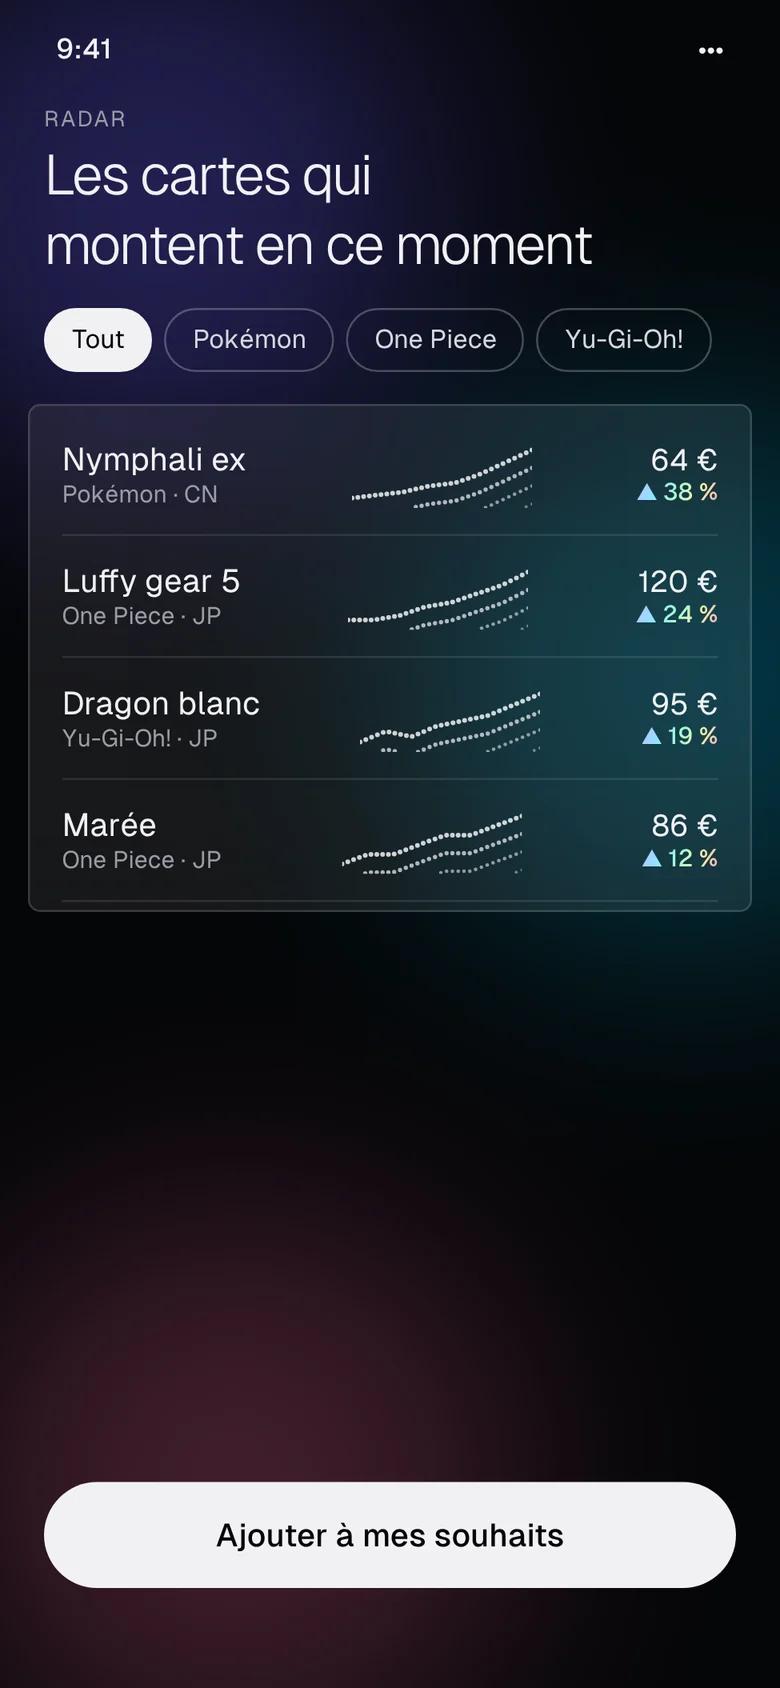 9:41
RADAR
Les cartes qui
montent en ce moment
Tout
Pokémon
One Piece
Yu-Gi-Oh!
Nymphali ex
64 €
Pokémon · CN
▲ 38 %
Luffy gear 5
120 €
One Piece · JP
▲ 24 %
Dragon blanc
95 €
Yu-Gi-Oh! · JP
▲ 19 %
Marée
86 €
One Piece · JP
▲ 12 %
Ajouter à mes souhaits